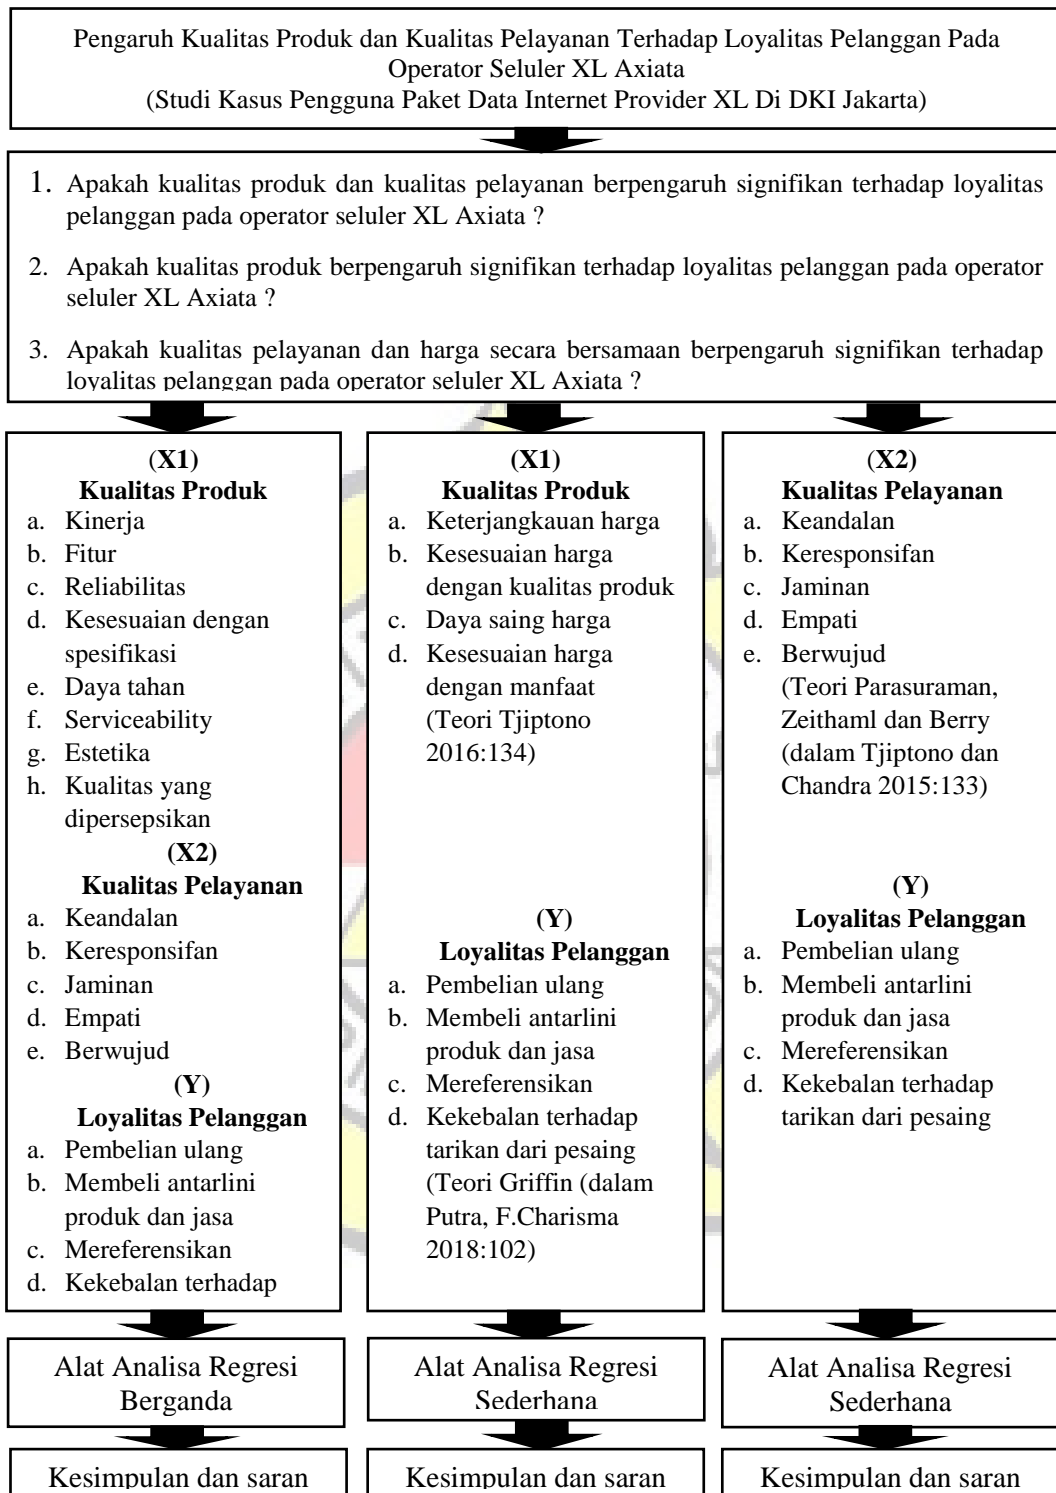 Pengaruh Kualitas Produk dan Kualitas Pelayanan Terhadap Loyalitas Pelanggan Pada
Operator Seluler XL Axiata
(Studi Kasus Pengguna Paket Data Internet Provider XL Di DKI Jakarta)
1. Apakah kualitas produk dan kualitas pelayanan berpengaruh signifikan terhadap loyalitas
pelanggan pada operator seluler XL Axiata ?
2. Apakah kualitas produk berpengaruh signifikan terhadap loyalitas pelanggan pada operator
seluler XL Axiata ?
3. Apakah kualitas pelayanan dan harga secara bersamaan berpengaruh signifikan terhadap
loyalitas pelanggan pada operator seluler XL Axiata ?
(X1)
Kualitas Produk
a. Kinerja
b. Fitur
c. Reliabilitas
d. Kesesuaian dengan
spesifikasi
e. Daya tahan
f. Serviceability
g. Estetika
h. Kualitas yang
dipersepsikan
(X2)
Kualitas Pelayanan
a. Keandalan
b. Keresponsifan
c. Jaminan
d. Empati
e. Berwujud
(Y)
Loyalitas Pelanggan
a. Pembelian ulang
b. Membeli antarlini
produk dan jasa
c. Mereferensikan
d. Kekebalan terhadap
(X1)
Kualitas Produk
a. Keterjangkauan harga
b. Kesesuaian harga
dengan kualitas produk
c. Daya saing harga
d. Kesesuaian harga
dengan manfaat
(Teori Tjiptono
2016:134)
(Y)
Loyalitas Pelanggan
a. Pembelian ulang
b. Membeli antarlini
produk dan jasa
c. Mereferensikan
d. Kekebalan terhadap
tarikan dari pesaing
(Teori Griffin (dalam
Putra, F.Charisma
2018:102)
(X2)
Kualitas Pelayanan
a. Keandalan
b. Keresponsifan
c. Jaminan
d. Empati
e. Berwujud
(Teori Parasuraman,
Zeithaml dan Berry
(dalam Tjiptono dan
Chandra 2015:133)
(Y)
Loyalitas Pelanggan
a. Pembelian ulang
b. Membeli antarlini
produk dan jasa
c. Mereferensikan
d. Kekebalan terhadap
tarikan dari pesaing
Alat Analisa Regresi
Berganda
Alat Analisa Regresi
Sederhana
Alat Analisa Regresi
Sederhana
Kesimpulan dan saran
Kesimpulan dan saran
Kesimpulan dan saran